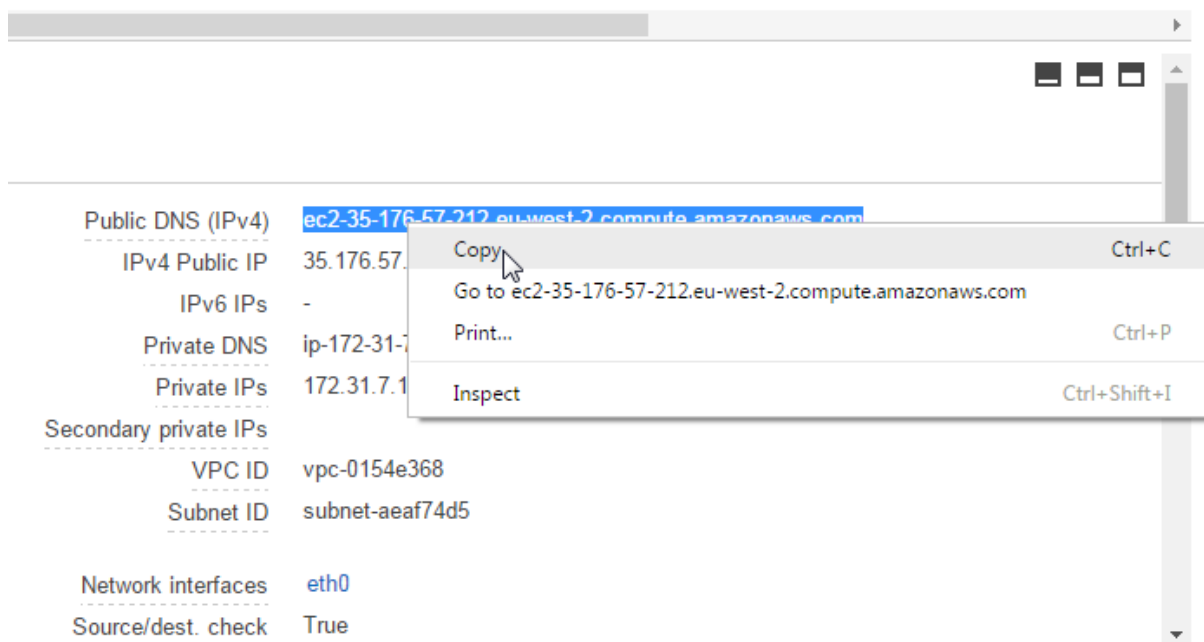 Public DNS (IPv4) ec2-35-176-57-212.eu-west-2.compute.amazonaws.com
Copy Ctrl+C
IPv4 Public IP 35.176.57.
Go to ec2-35-176-57-212.eu-west-2.compute.amazonaws.com
IPv6 IPs -
Print... Ctrl+P
Private DNS ip-172-31-
Private IPs 172.31.7.1
Inspect Ctrl+Shift+I
Secondary private IPs
VPC ID vpc-0154e368
Subnet ID subnet-aeaf74d5
Network interfaces eth0
Source/dest. check True